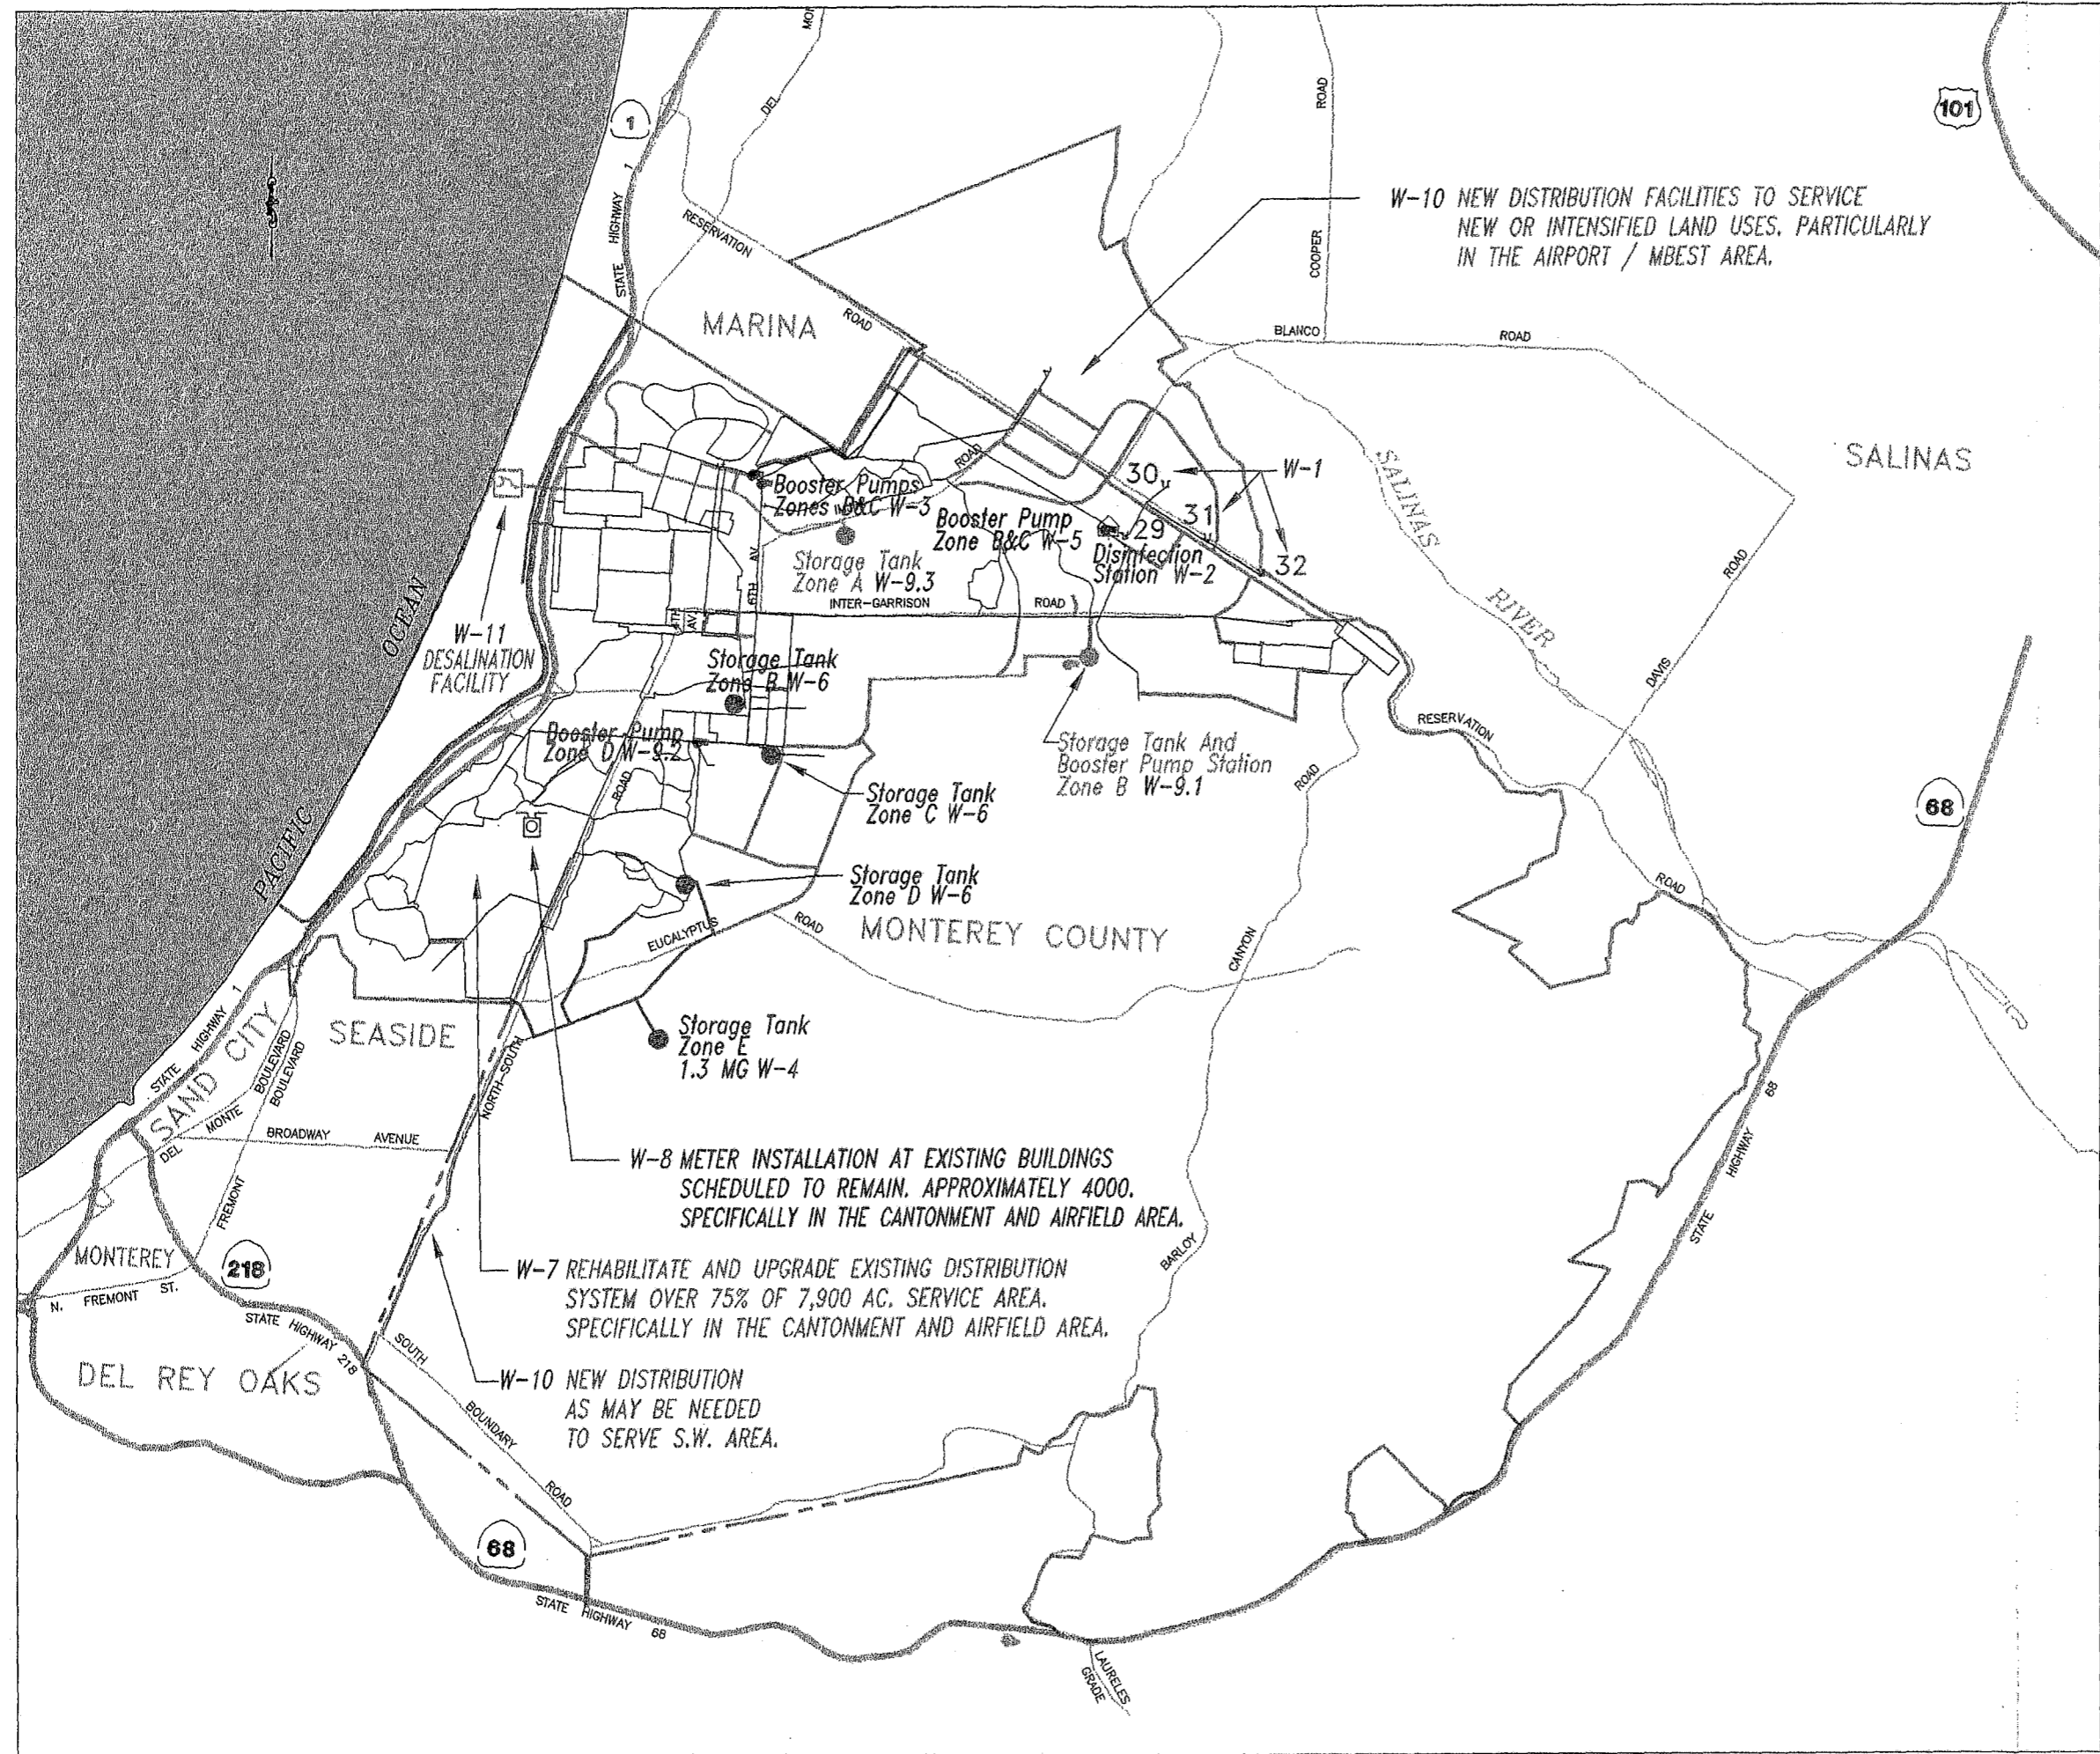 MON
DEL
ROAD
101
1
STATE HIGHWAY 1
W-10 NEW DISTRIBUTION FACILITIES TO SERVICE
NEW OR INTENSIFIED LAND USES, PARTICULARLY
IN THE AIRPORT / MBEST AREA.
RESERVATION
ROAD
COOPER
MARINA
BLANCO
ROAD
SALINAS
SALINAS
RIVER
ROAD
30
W-1
Booster Pumps
Zones B&C W-3
Booster Pump
Zone B&C W-5
29
31
Disinfection
Station W-2
32
Storage Tank
Zone A W-9.3
AV
6TH
INTER-GARRISON
ROAD
4TH
AV
OCEAN
PACIFIC
W-11
DESALINATION
FACILITY
Storage Tank
Zone B W-6
DAVIS
ROAD
RESERVATION
ROAD
Booster Pump
Zone D W-9.2
ROAD
Storage Tank And
Booster Pump Station
Zone B W-9.1
ROAD
Storage Tank
Zone C W-6
68
Storage Tank
Zone D W-6
EUCALYPTUS
ROAD
MONTEREY COUNTY
CANYON
STATE HIGHWAY 1
SAND CITY
SEASIDE
BOULEVARD
BOULEVARD
NORTH-SOUTH
Storage Tank
Zone E
1.3 MG W-4
DEL MONTE
BROADWAY AVENUE
FREMONT
W-8 METER INSTALLATION AT EXISTING BUILDINGS
SCHEDULED TO REMAIN. APPROXIMATELY 4000.
SPECIFICALLY IN THE CANTONMENT AND AIRFIELD AREA.
STATE HIGHWAY 68
BARLOY
MONTEREY
218
N. FREMONT ST.
W-7 REHABILITATE AND UPGRADE EXISTING DISTRIBUTION
SYSTEM OVER 75% OF 7,900 AC. SERVICE AREA.
SPECIFICALLY IN THE CANTONMENT AND AIRFIELD AREA.
STATE HIGHWAY 218
DEL REY OAKS
SOUTH
BOUNDARY
ROAD
W-10 NEW DISTRIBUTION
AS MAY BE NEEDED
TO SERVE S.W. AREA.
68
STATE HIGHWAY 68
LAURELES
GRADE